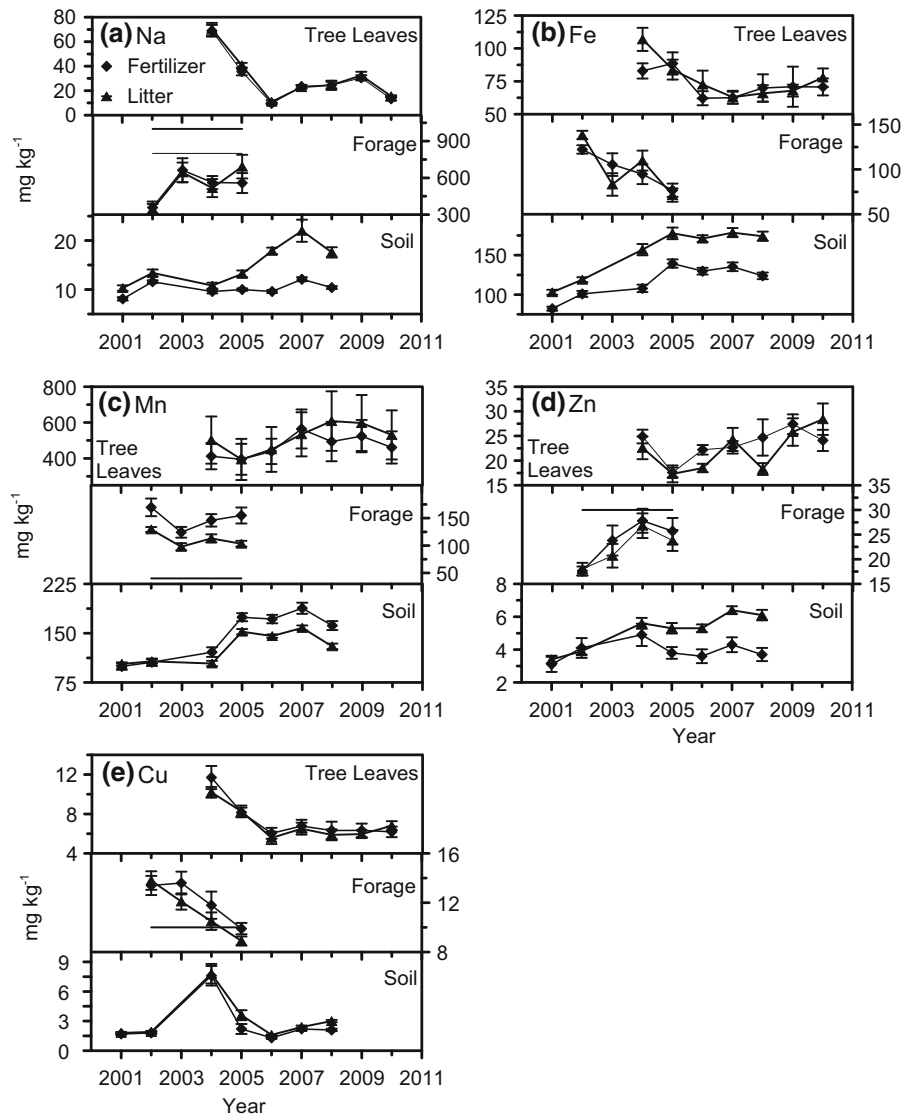 (a) Na
Tree Leaves
Fertilizer
Litter
80
70
60
40
20
0
Forage
900
600
300
Soil
20
10
mg kg-1
2001 2003 2005 2007 2009 2011
(b) Fe
Tree Leaves
125
100
75
50
Forage
150
100
50
Soil
150
100
2001 2003 2005 2007 2009 2011
(c) Mn
Tree
Leaves
800
600
400
Forage
150
100
50
Soil
225
150
75
mg kg-1
2001 2003 2005 2007 2009 2011
(d) Zn
Tree
Leaves
35
30
25
20
15
Forage
35
30
25
20
15
Soil
8
6
4
2
2001 2003 2005 2007 2009 2011
Year
(e) Cu
Tree Leaves
12
8
4
Forage
16
12
8
Soil
9
6
3
0
mg kg-1
2001 2003 2005 2007 2009 2011
Year